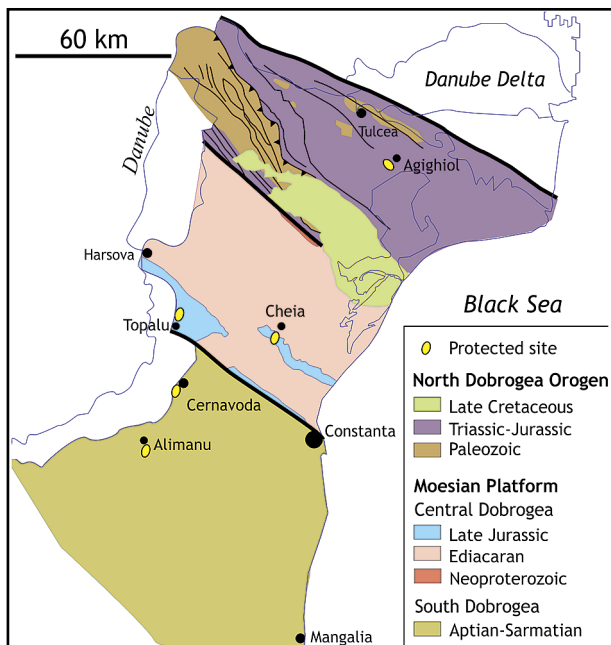 60 km
Danube Delta
Danube
Tulcea
Agighiol
Harsova
Black Sea
Cheia
Topalu
Cernavoda
Constanta
Alimanu
Mangalia
Protected site
North Dobrogea Orogen
Late Cretaceous
Triassic-Jurassic
Paleozoic
Moesian Platform
Central Dobrogea
Late Jurassic
Ediacaran
Neoproterozoic
South Dobrogea
Aptian-Sarmatian